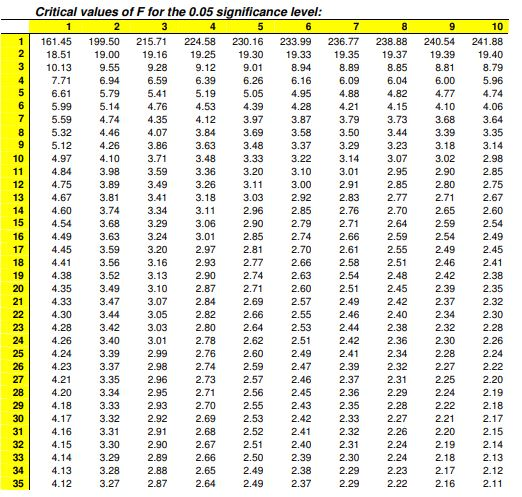 Critical values of F for the 0.05 significance level:
1 2 3 4 5 6 7 8 9 10
1 161.45 199.50 215.71 224.58 230.16 233.99 236.77 238.88 240.54 241.88
2 18.51 19.00 19.16 19.25 19.30 19.33 19.35 19.37 19.39 19.40
3 10.13 9.55 9.28 9.12 9.01 8.94 8.89 8.85 8.81 8.79
4 7.71 6.94 6.59 6.39 6.26 6.16 6.09 6.04 6.00 5.96
5 6.61 5.79 5.41 5.19 5.05 4.95 4.88 4.82 4.77 4.74
6 5.99 5.14 4.76 4.53 4.39 4.28 4.21 4.15 4.10 4.06
7 5.59 4.74 4.35 4.12 3.97 3.87 3.79 3.73 3.68 3.64
8 5.32 4.46 4.07 3.84 3.69 3.58 3.50 3.44 3.39 3.35
9 5.12 4.26 3.86 3.63 3.48 3.37 3.29 3.23 3.18 3.14
10 4.97 4.10 3.71 3.48 3.33 3.22 3.14 3.07 3.02 2.98
11 4.84 3.98 3.59 3.36 3.20 3.10 3.01 2.95 2.90 2.85
12 4.75 3.89 3.49 3.26 3.11 3.00 2.91 2.85 2.80 2.75
13 4.67 3.81 3.41 3.18 3.03 2.92 2.83 2.77 2.71 2.67
14 4.60 3.74 3.34 3.11 2.96 2.85 2.76 2.70 2.65 2.60
15 4.54 3.68 3.29 3.06 2.90 2.79 2.71 2.64 2.59 2.54
16 4.49 3.63 3.24 3.01 2.85 2.74 2.66 2.59 2.54 2.49
17 4.45 3.59 3.20 2.97 2.81 2.70 2.61 2.55 2.49 2.45
18 4.41 3.56 3.16 2.93 2.77 2.66 2.58 2.51 2.46 2.41
19 4.38 3.52 3.13 2.90 2.74 2.63 2.54 2.48 2.42 2.38
20 4.35 3.49 3.10 2.87 2.71 2.60 2.51 2.45 2.39 2.35
21 4.33 3.47 3.07 2.84 2.69 2.57 2.49 2.42 2.37 2.32
22 4.30 3.44 3.05 2.82 2.66 2.55 2.46 2.40 2.34 2.30
23 4.28 3.42 3.03 2.80 2.64 2.53 2.44 2.38 2.32 2.28
24 4.26 3.40 3.01 2.78 2.62 2.51 2.42 2.36 2.30 2.26
25 4.24 3.39 2.99 2.76 2.60 2.49 2.41 2.34 2.28 2.24
26 4.23 3.37 2.98 2.74 2.59 2.47 2.39 2.32 2.27 2.22
27 4.21 3.35 2.96 2.73 2.57 2.46 2.37 2.31 2.25 2.20
28 4.20 3.34 2.95 2.71 2.56 2.45 2.36 2.29 2.24 2.19
29 4.18 3.33 2.93 2.70 2.55 2.43 2.35 2.28 2.22 2.18
30 4.17 3.32 2.92 2.69 2.53 2.42 2.33 2.27 2.21 2.17
31 4.16 3.31 2.91 2.68 2.52 2.41 2.32 2.26 2.20 2.15
32 4.15 3.30 2.90 2.67 2.51 2.40 2.31 2.24 2.19 2.14
33 4.14 3.29 2.89 2.66 2.50 2.39 2.30 2.24 2.18 2.13
34 4.13 3.28 2.88 2.65 2.49 2.38 2.29 2.23 2.17 2.12
35 4.12 3.27 2.87 2.64 2.49 2.37 2.29 2.22 2.16 2.11